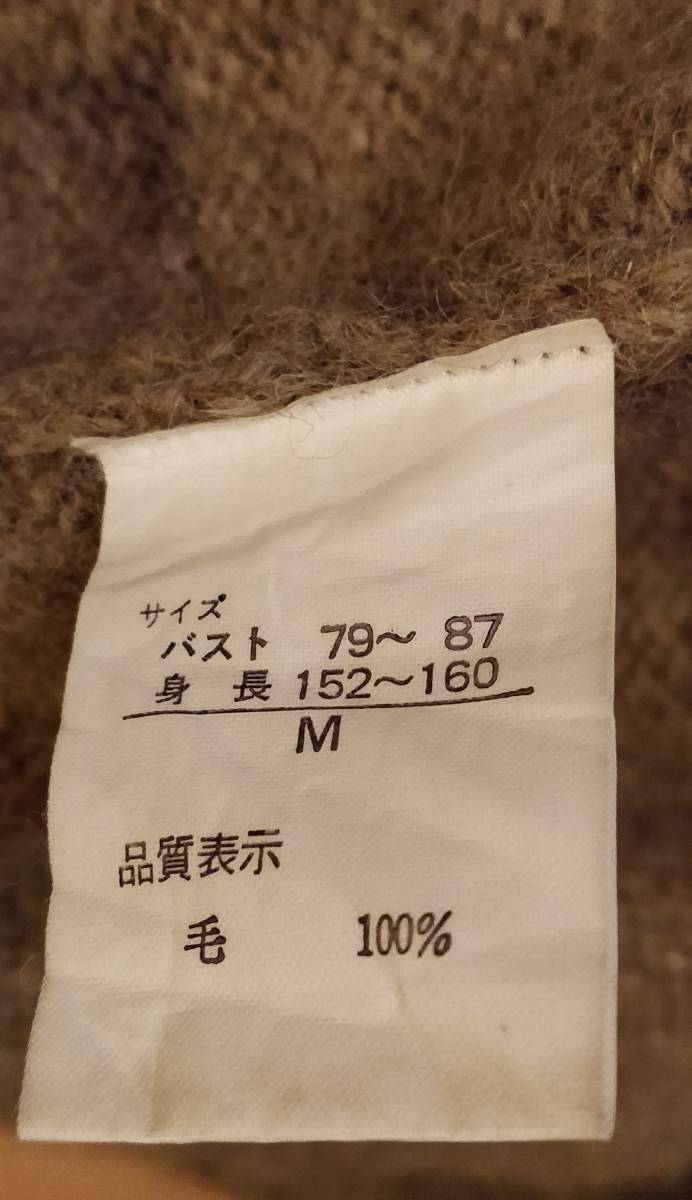 サイズ
バスト 79～ 87
身 長 152～160
M
品質表示
毛 100%